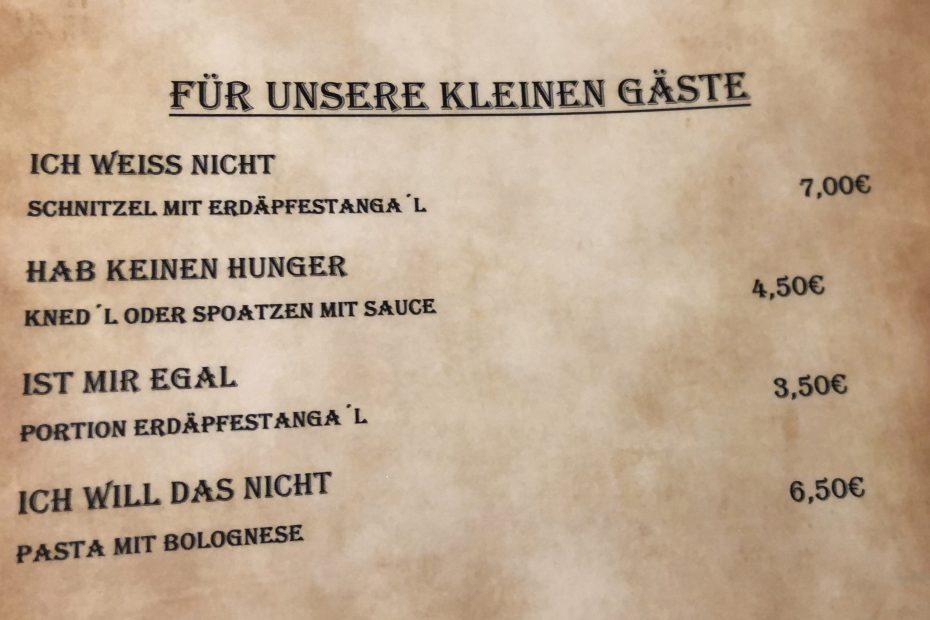 FÜR UNSERE KLEINEN GÄSTE
ICH WEISS NICHT
SCHNITZEL MIT ERDÄPFESTANGA´L 7,00€
HAB KEINEN HUNGER
KNED´L ODER SPOATZEN MIT SAUCE 4,50€
IST MIR EGAL
PORTION ERDÄPFESTANGA´L 3,50€
ICH WILL DAS NICHT
PASTA MIT BOLOGNESE 6,50€